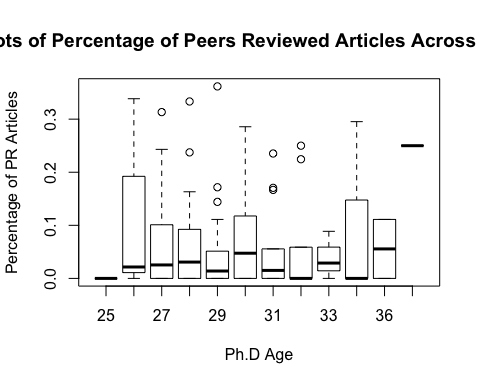 ots of Percentage of Peers Reviewed Articles Across
Percentage of PR Articles
0.3
0.2
0.1
0.0
25 27 29 31 33 36
Ph.D Age